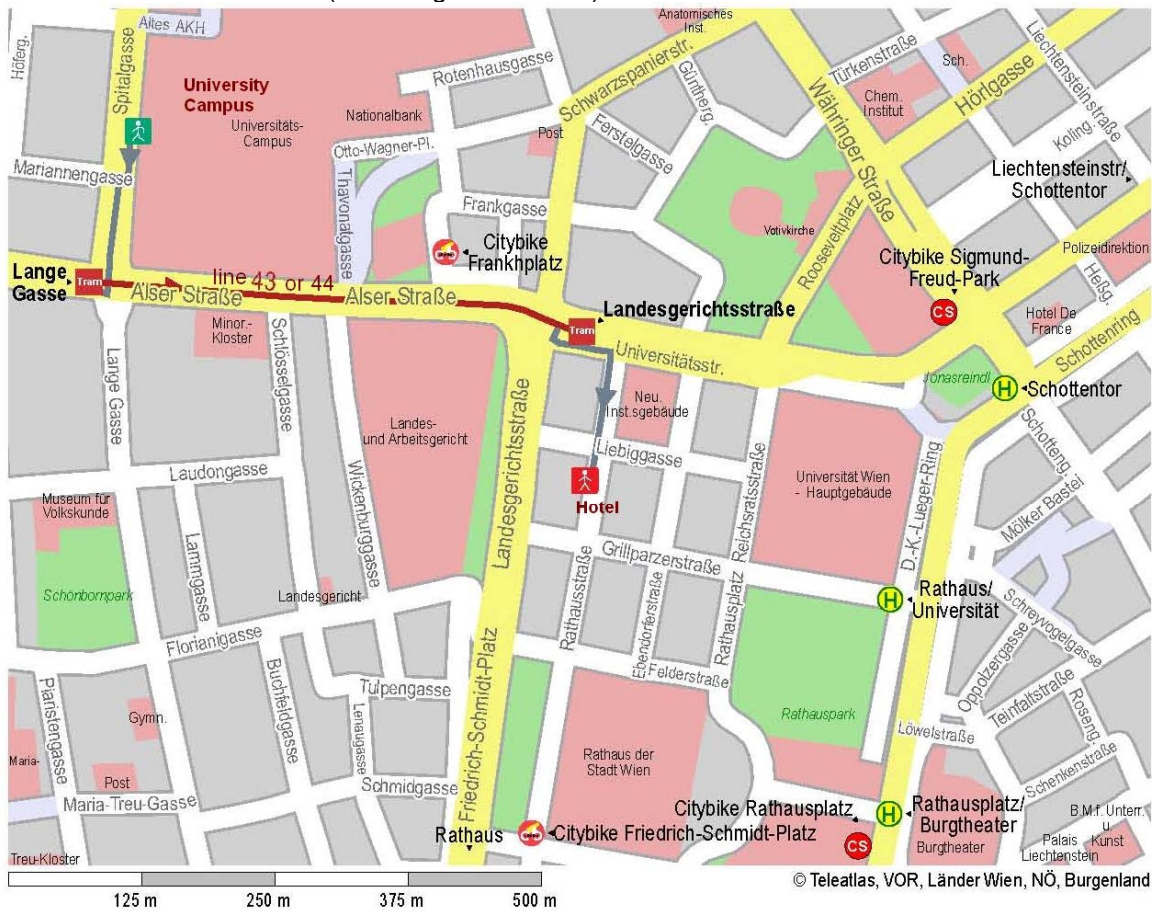 Anatomisches
Inst.
Altes AKH
Höferg.
Spitalgasse
University
Campus
Universitäts-
Campus
Nationalbank
Rotenhausgasse
Schwarzspanierstr.
Güntherg.
Türkenstraße
Sch.
Liechtensteinstraße
Hörlgasse
Chem.
Institut
Währinger Straße
Koling.
Post
Ferstelgasse
Otto-Wagner-Pl.
Mariannengasse
Thavonatgasse
Frankgasse
Liechtensteinstr/
Schottentor
Votivkirche
Rooseveltplatz
Citybike
Frankhplatz
Citybike Sigmund-
Freud-Park
Polizeidirektion
Heßg.
Lange
Gasse
Tram
line 43 or 44
Alser Straße
Alser Straße
Landesgerichtsstraße
Tram
CS
Hotel De
France
Schottenring
Minor.-
Kloster
Universitätsstr.
Jonasreindl
H
Schottentor
Lange Gasse
Schlösselgasse
Landes-
und Arbeitsgericht
Landesgerichtsstraße
Neu.
Inst.sgebäude
Liebiggasse
Schotteng.
Laudongasse
Wickenburggasse
Hotel
Reichsratsstraße
Universität Wien
- Hauptgebäude
D.-K.-Lueger-Ring
Mölker Bastei
Museum für
Volkskunde
Lammgasse
Grillparzerstraße
Schönbornpark
Landesgericht
Rathausstraße
Ebendorferstraße
Rathausplatz
H
Rathaus/
Universität
Schreyvogelgasse
Florianigasse
Felderstraße
Oppolzergasse
Teinfaltstraße
Piaristengasse
Buchfeldgasse
Tulpengasse
Lenaugasse
Friedrich-Schmidt-Platz
Rathauspark
Roseng.
Gymn.
Löwelstraße
Maria-
Post
Rathaus der
Stadt Wien
Schenkenstraße
Maria-Treu-Gasse
Schmidgasse
Citybike Rathausplatz
H
Rathausplatz/
Burgtheater
B.M.f. Unterr.
u
Kunst
Rathaus
Citybike Friedrich-Schmidt-Platz
CS
Burgtheater
Palais
Liechtenstein
Treu-Kloster
© Teleatlas, VOR, Länder Wien, NÖ, Burgenland
125 m
250 m
375 m
500 m